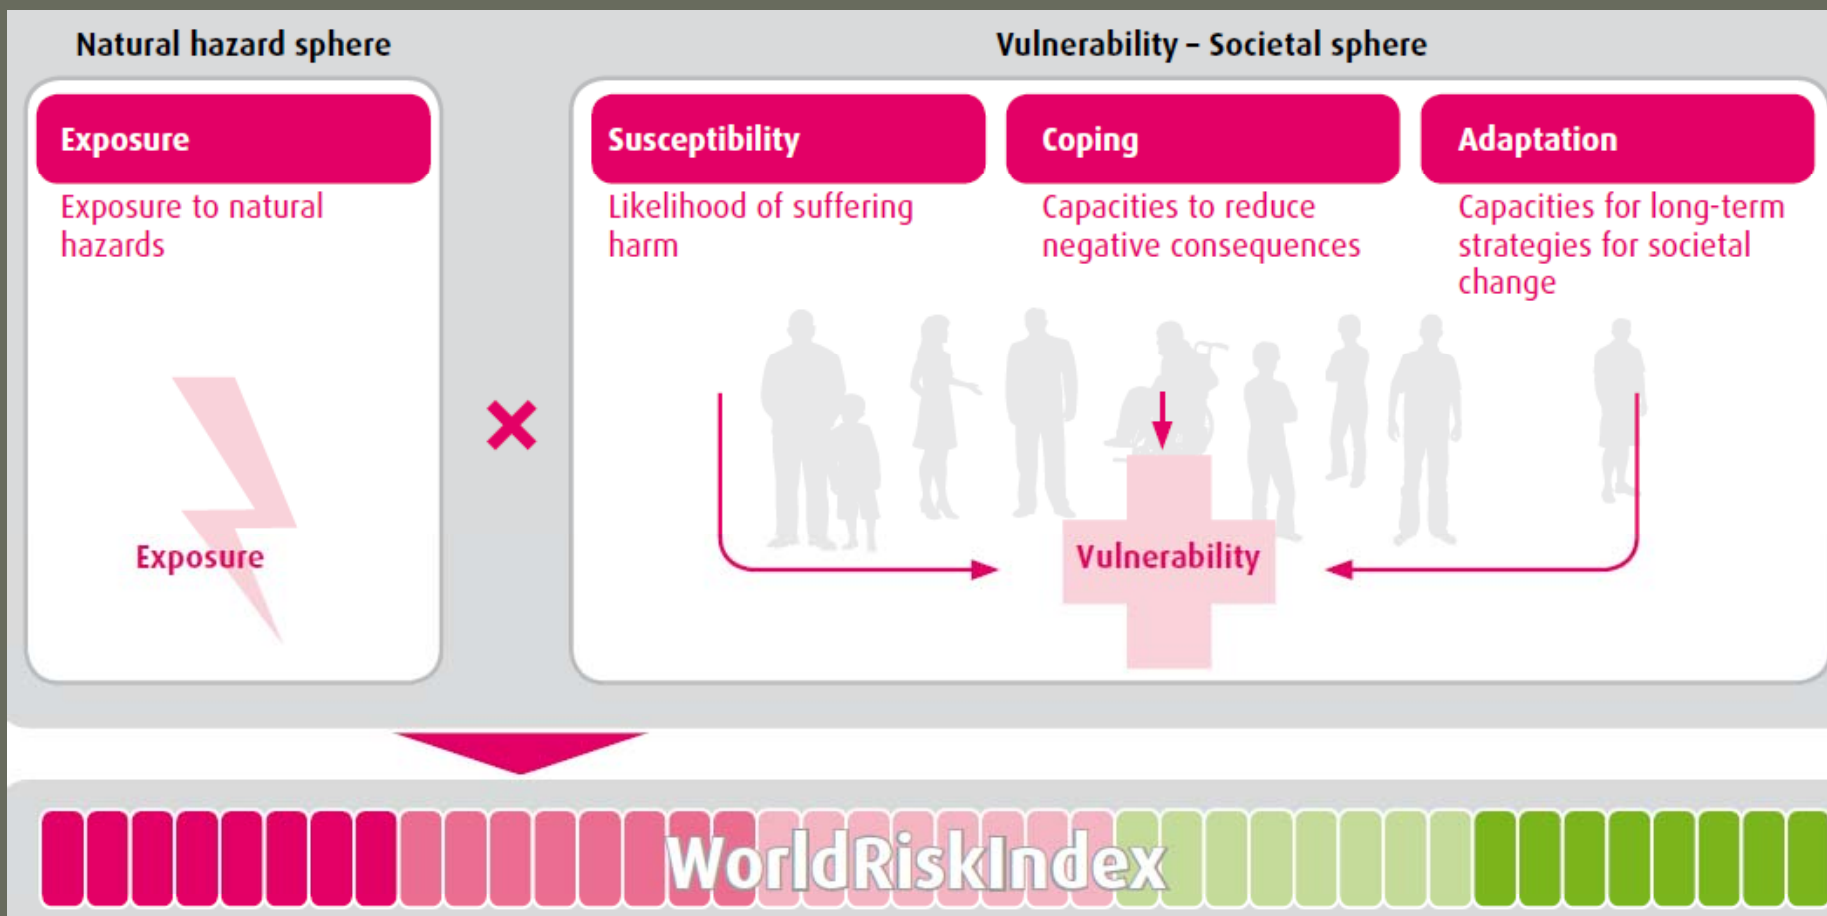 Natural hazard sphere
Vulnerability – Societal sphere
Exposure
Exposure to natural
hazards
Exposure
Susceptibility
Likelihood of suffering
harm
Coping
Capacities to reduce
negative consequences
Adaptation
Capacities for long-term
strategies for societal
change
Vulnerability
WorldRiskIndex